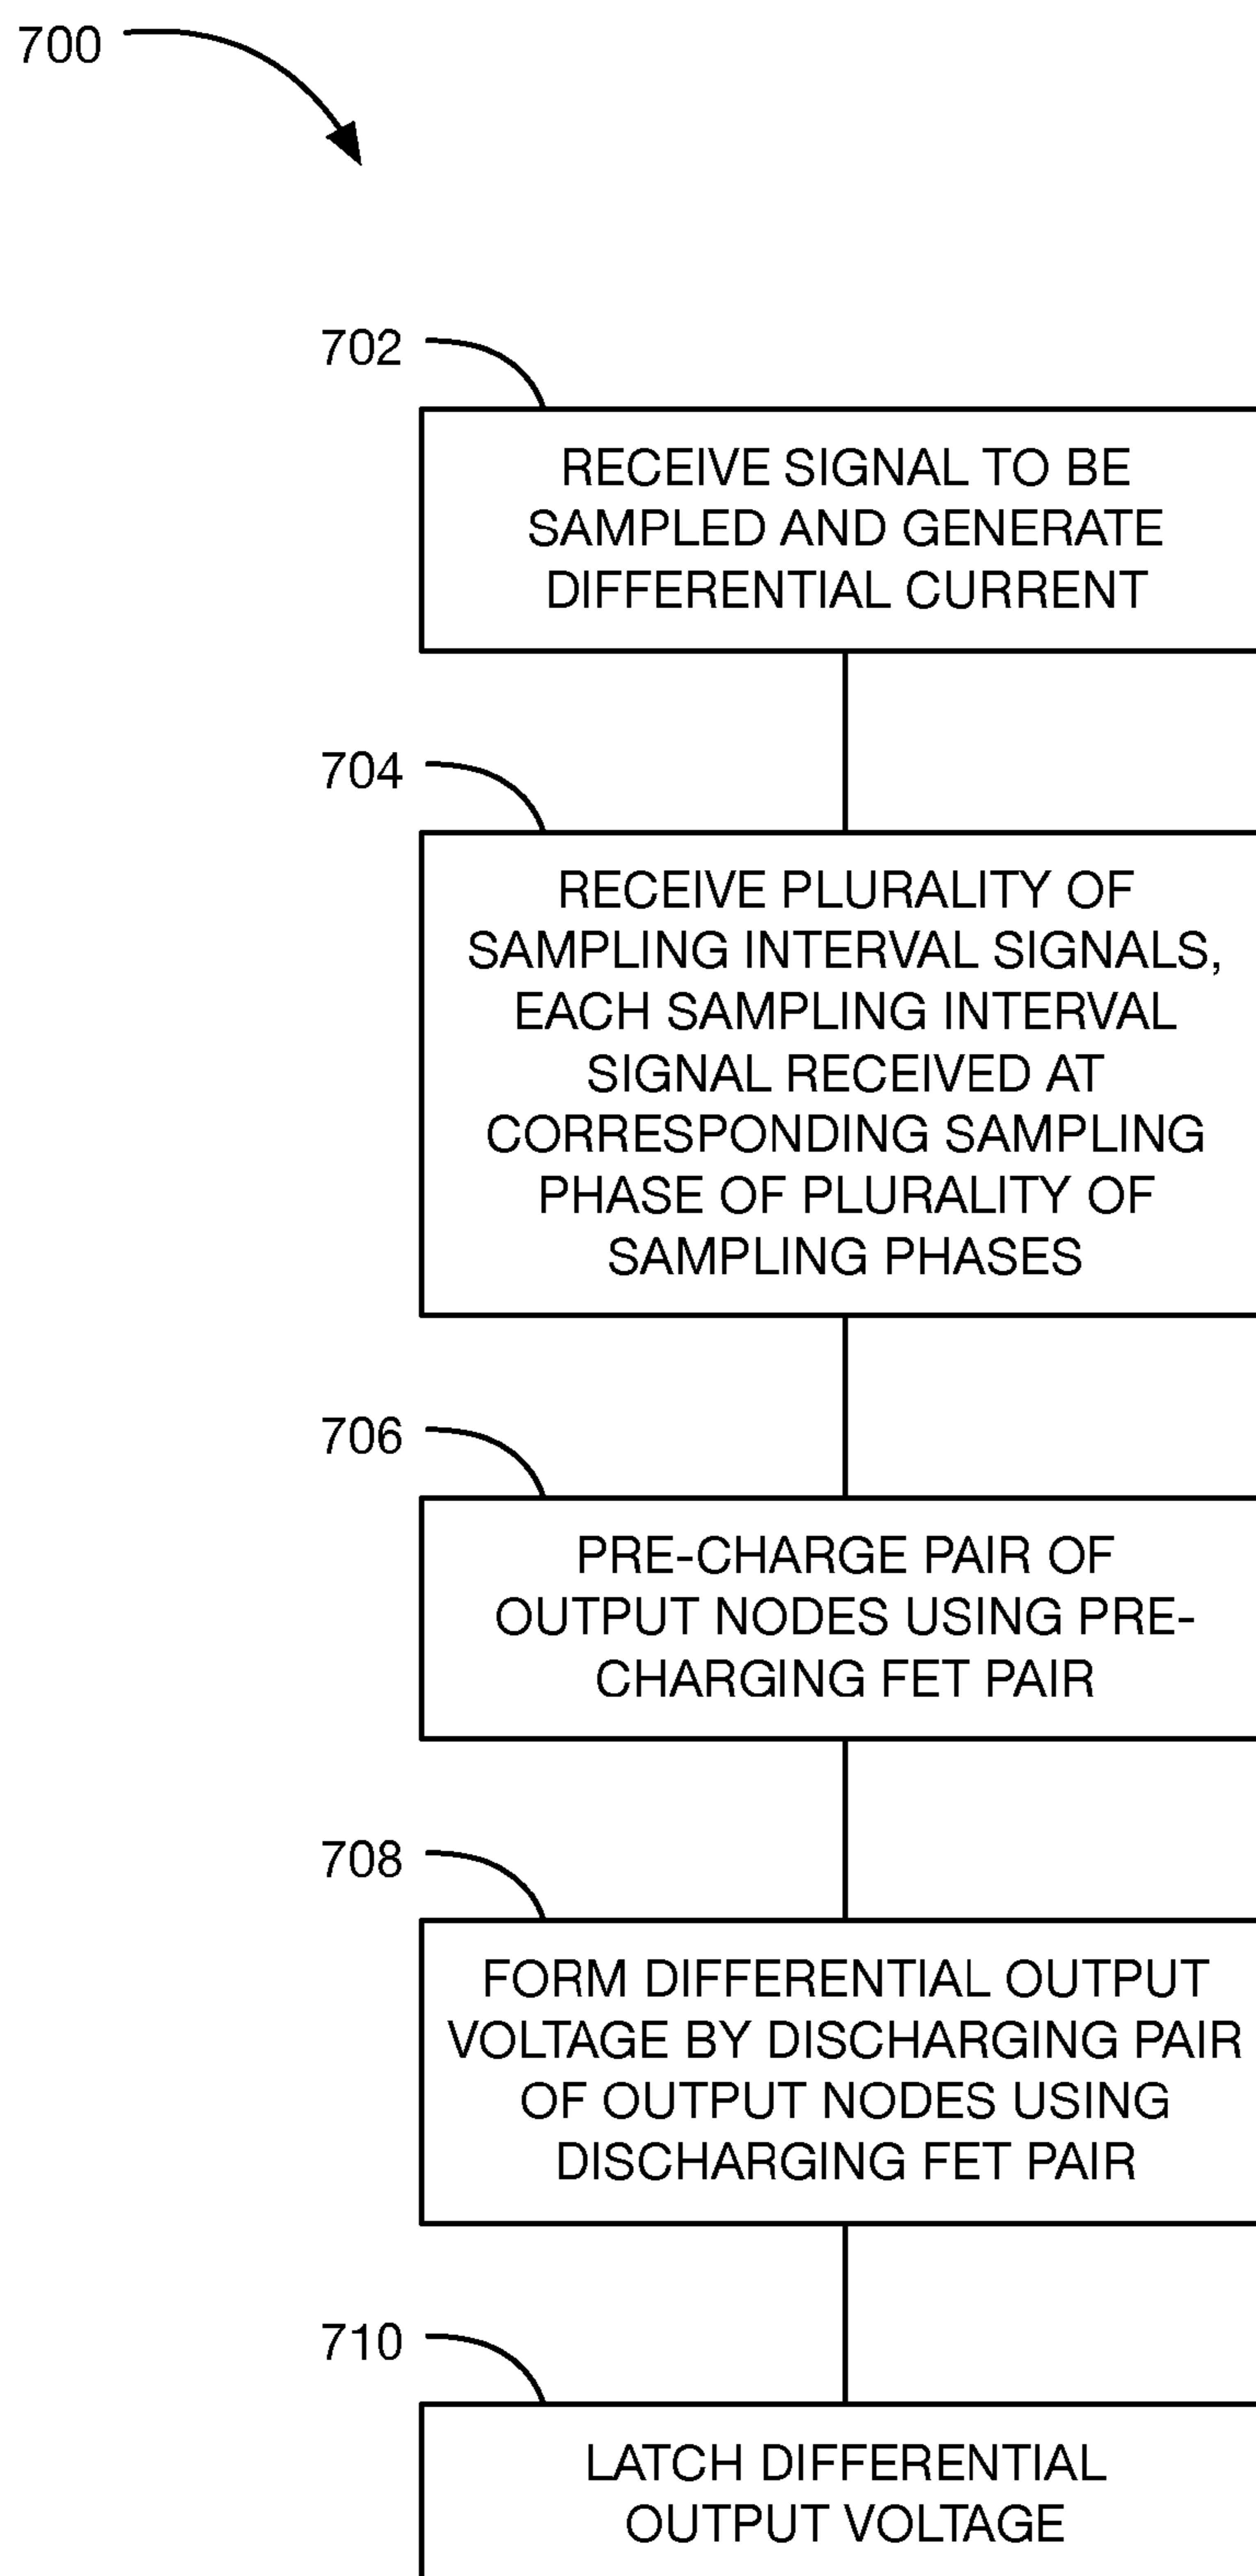 700
702
RECEIVE SIGNAL TO BE
SAMPLED AND GENERATE
DIFFERENTIAL CURRENT
704
RECEIVE PLURALITY OF
SAMPLING INTERVAL SIGNALS,
EACH SAMPLING INTERVAL
SIGNAL RECEIVED AT
CORRESPONDING SAMPLING
PHASE OF PLURALITY OF
SAMPLING PHASES
706
PRE-CHARGE PAIR OF
OUTPUT NODES USING PRE-
CHARGING FET PAIR
708
FORM DIFFERENTIAL OUTPUT
VOLTAGE BY DISCHARGING PAIR
OF OUTPUT NODES USING
DISCHARGING FET PAIR
710
LATCH DIFFERENTIAL
OUTPUT VOLTAGE